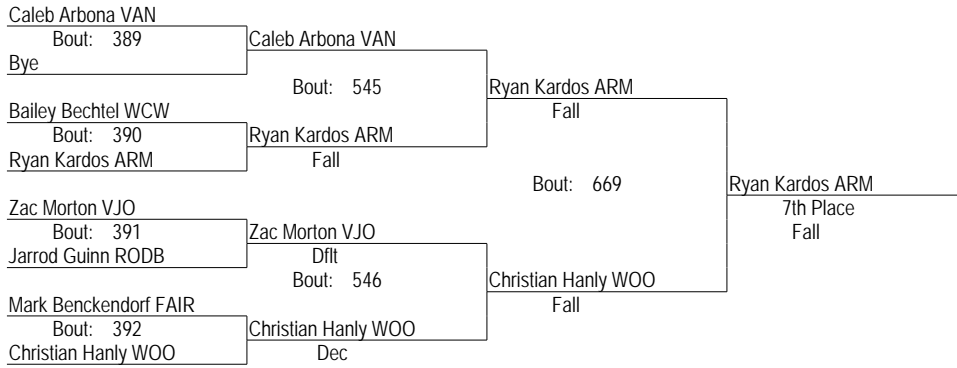 Caleb Arbona VAN
Bout: 389
Bye
Caleb Arbona VAN
Bout: 545
Bailey Bechtel WCW
Bout: 390
Ryan Kardos ARM
Ryan Kardos ARM
Fall
Ryan Kardos ARM
Fall
Bout: 669
Zac Morton VJO
Bout: 391
Jarrod Guinn RODB
Zac Morton VJO
Dflt
Bout: 546
Mark Benckendorf FAIR
Bout: 392
Christian Hanly WOO
Christian Hanly WOO
Dec
Christian Hanly WOO
Fall
Ryan Kardos ARM
7th Place
Fall